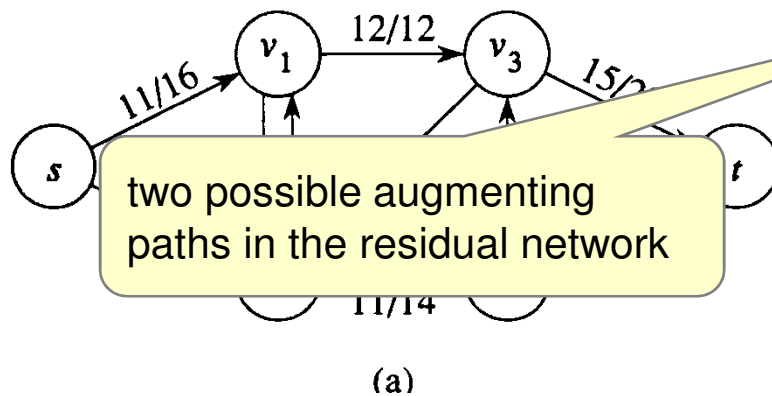 12/12
v1
v3
11/16
s
t
two possible augmenting
paths in the residual network
11/14
(a)